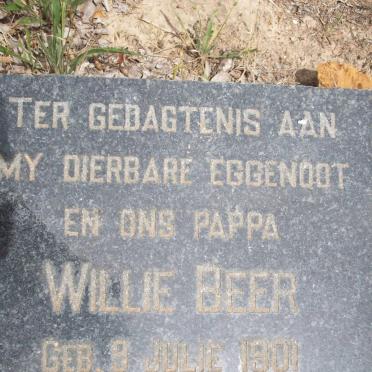 TER GEDAGTENIS AAN
MY DIERBARE EGGENOOT
EN ONS PAPPA
WILLIE BEER
GEB. 9 JULIE 1901